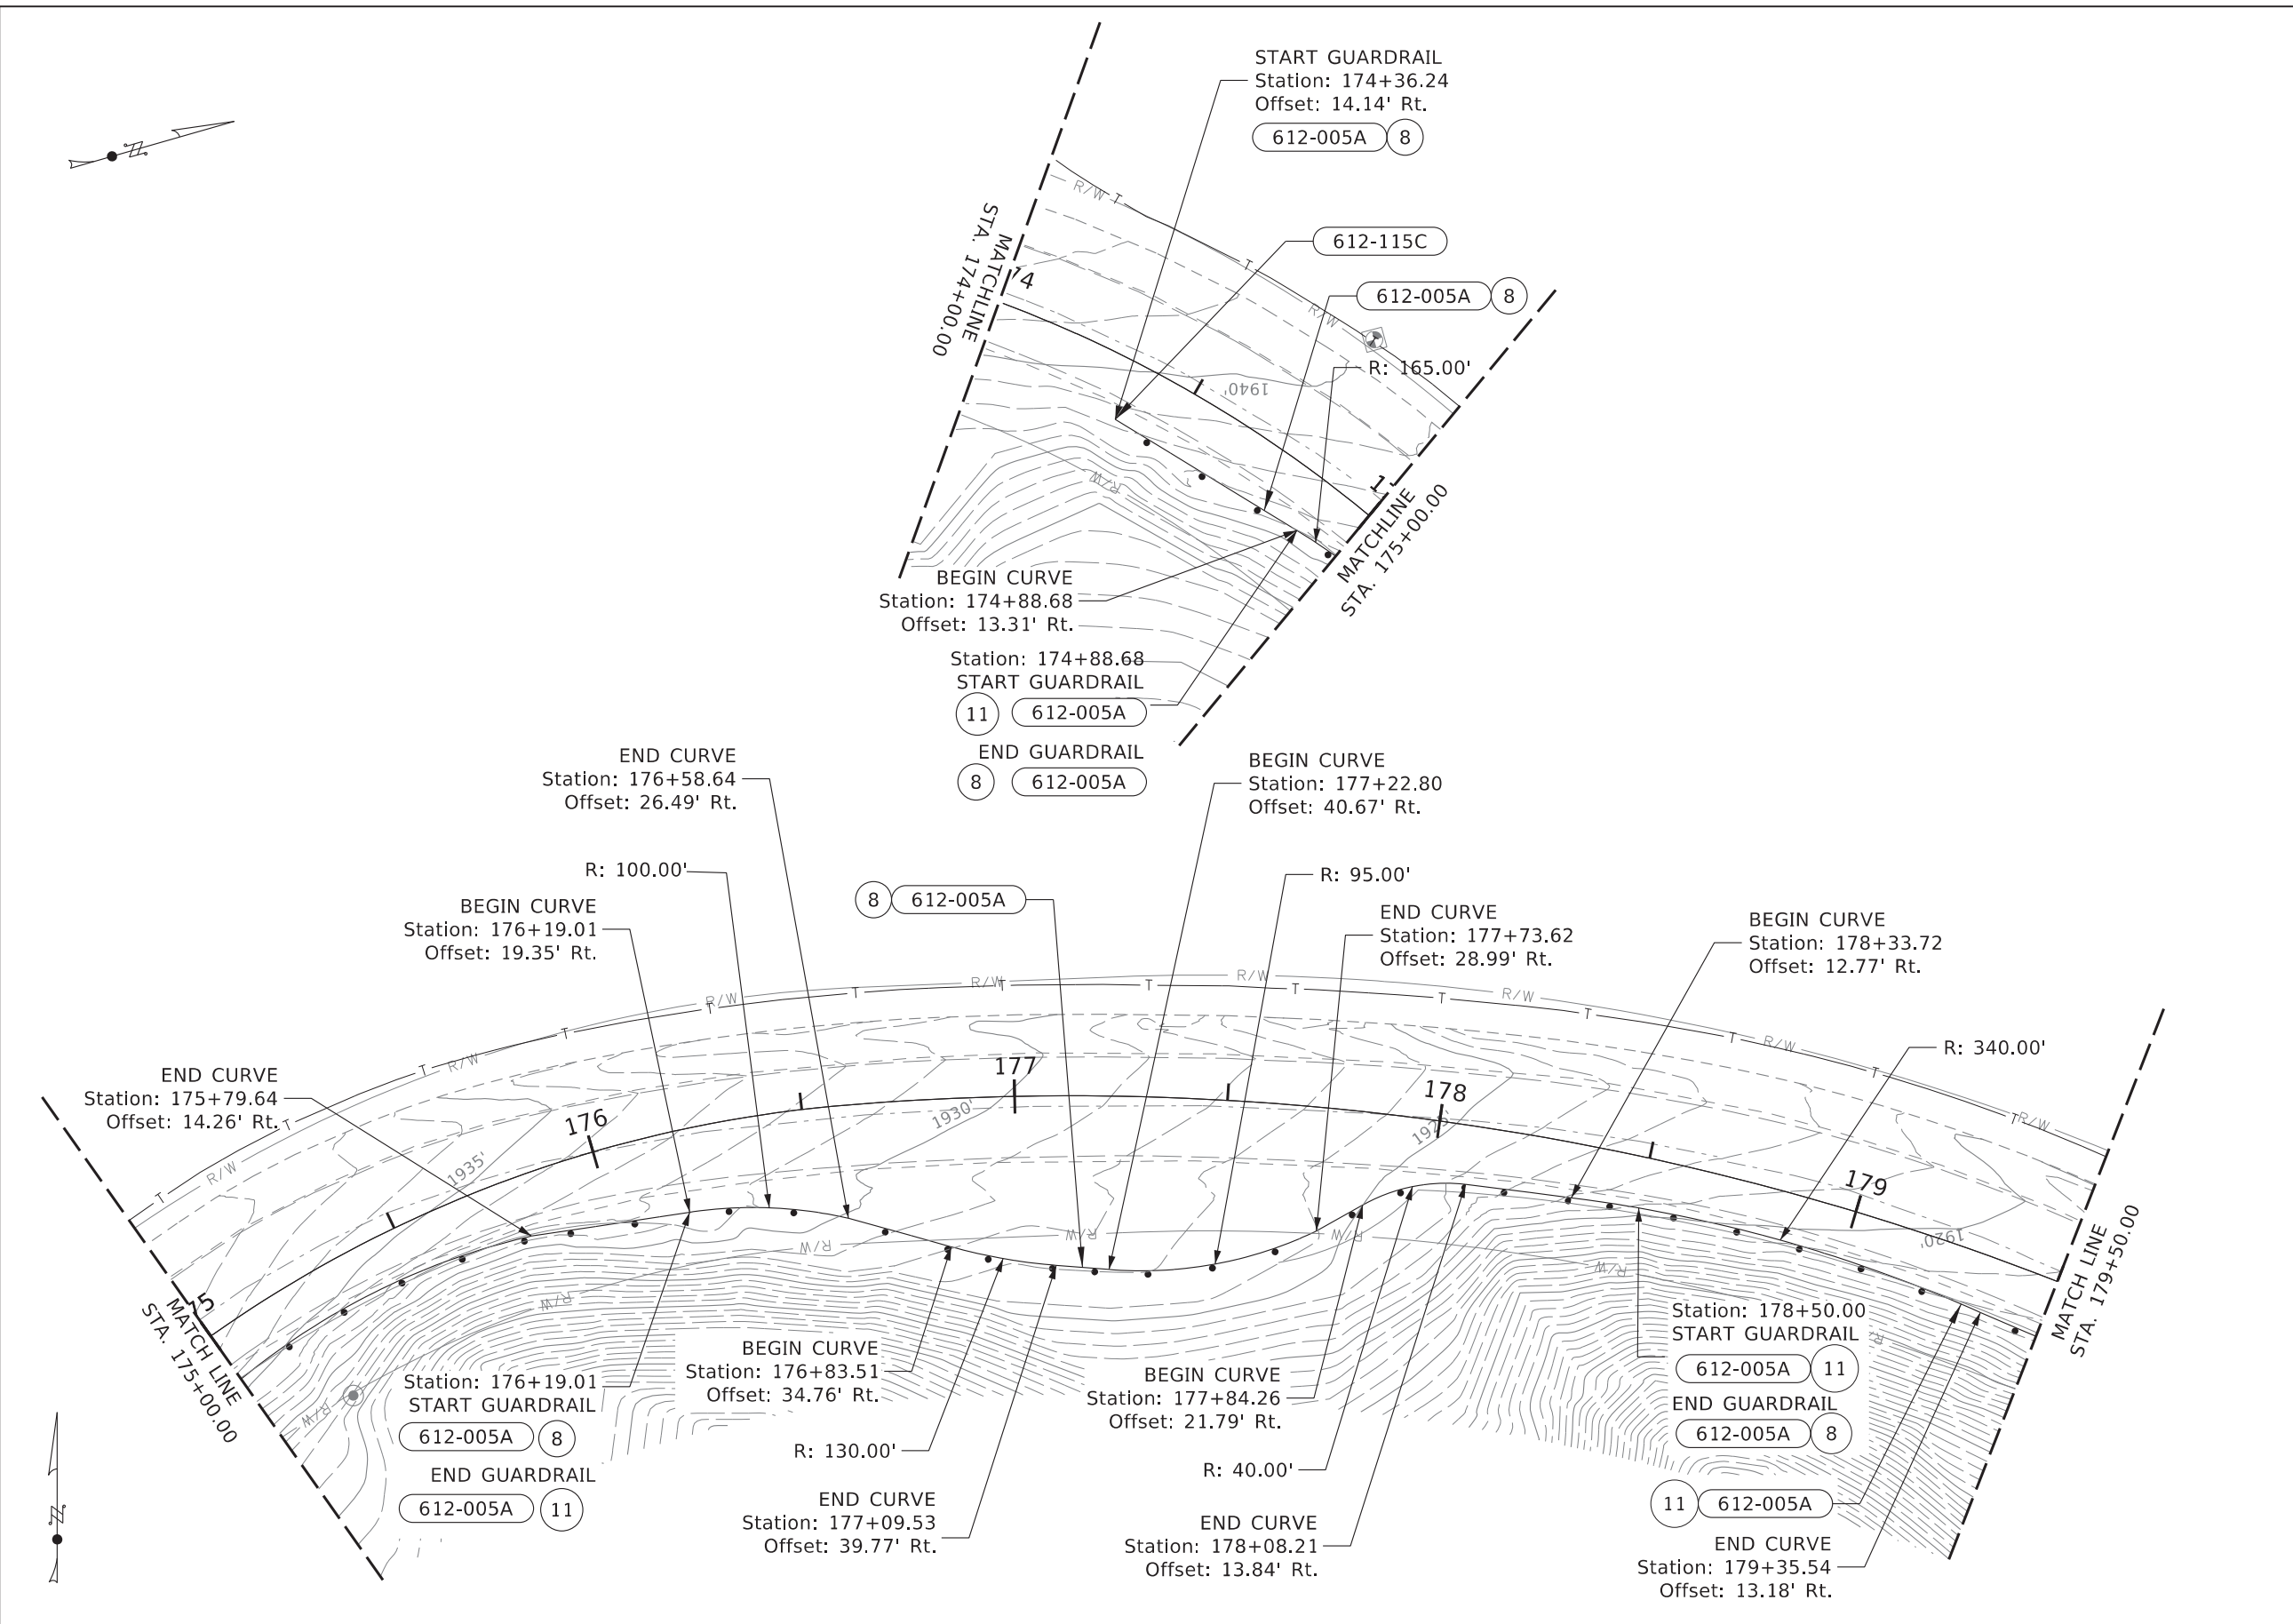 START GUARDRAIL
Station: 174+36.24
Offset: 14.14' Rt.
612-005A 8
N
R/W T
612-115C
MATCHLINE
STA. 174+00.00
T
612-005A 8
R/W
R: 165.00'
1940'
R/W
MATCHLINE
STA. 175+00.00
BEGIN CURVE
Station: 174+88.68
Offset: 13.31' Rt.
Station: 174+88.68
START GUARDRAIL
11 612-005A
END GUARDRAIL
8 612-005A
END CURVE
Station: 176+58.64
Offset: 26.49' Rt.
BEGIN CURVE
Station: 177+22.80
Offset: 40.67' Rt.
R: 100.00'
8 612-005A
R: 95.00'
BEGIN CURVE
Station: 176+19.01
Offset: 19.35' Rt.
END CURVE
Station: 177+73.62
Offset: 28.99' Rt.
BEGIN CURVE
Station: 178+33.72
Offset: 12.77' Rt.
R/W R/W R/W R/W R/W R/W R/W R/W
T T T T T T T T T T T T T T
R: 340.00'
END CURVE
Station: 175+79.64
Offset: 14.26' Rt.
176
177
178
179
1935'
1930'
1920'
R/W R/W R/W R/W R/W R/W
MATCH LINE
STA. 175+00.00
MATCH LINE
STA. 179+50.00
Station: 176+19.01
START GUARDRAIL
612-005A 8
END GUARDRAIL
612-005A 11
BEGIN CURVE
Station: 176+83.51
Offset: 34.76' Rt.
R: 130.00'
END CURVE
Station: 177+09.53
Offset: 39.77' Rt.
BEGIN CURVE
Station: 177+84.26
Offset: 21.79' Rt.
R: 40.00'
END CURVE
Station: 178+08.21
Offset: 13.84' Rt.
Station: 178+50.00
START GUARDRAIL
612-005A 11
END GUARDRAIL
612-005A 8
11 612-005A
END CURVE
Station: 179+35.54
Offset: 13.18' Rt.
N